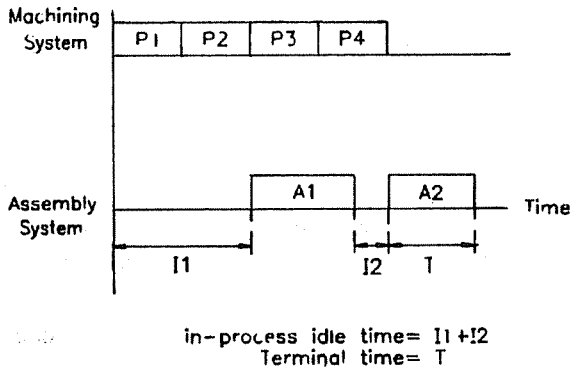 Machining
System
P1 P2 P3 P4
A1 A2
Assembly
System
Time
I1 I2 T
in-process idle time= I1+I2
Terminal time= T